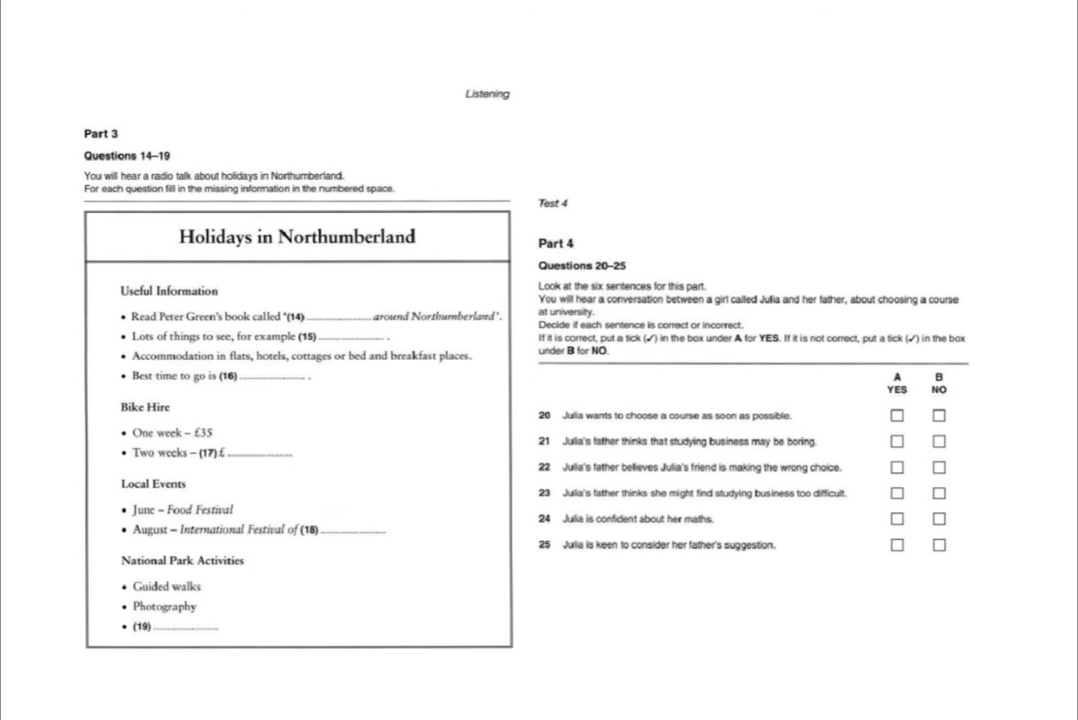 Listening
Part 3
Questions 14–19
You will hear a radio talk about holidays in Northumberland.
For each question fill in the missing information in the numbered space.
Holidays in Northumberland
Useful Information
• Read Peter Green's book called '(14) .................... around Northumberland'.
• Lots of things to see, for example (15) .................... .
• Accommodation in flats, hotels, cottages or bed and breakfast places.
• Best time to go is (16) .................... .
Bike Hire
• One week – £35
• Two weeks – (17) £ ....................
Local Events
• June – Food Festival
• August – International Festival of (18) ....................
National Park Activities
• Guided walks
• Photography
• (19) ....................
Test 4
Part 4
Questions 20–25
Look at the six sentences for this part.
You will hear a conversation between a girl called Julia and her father, about choosing a course
at university.
Decide if each sentence is correct or incorrect.
If it is correct, put a tick (✓) in the box under A for YES. If it is not correct, put a tick (✓) in the box
under B for NO.
A B
YES NO
20 Julia wants to choose a course as soon as possible.
21 Julia's father thinks that studying business may be boring.
22 Julia's father believes Julia's friend is making the wrong choice.
23 Julia's father thinks she might find studying business too difficult.
24 Julia is confident about her maths.
25 Julia is keen to consider her father's suggestion.